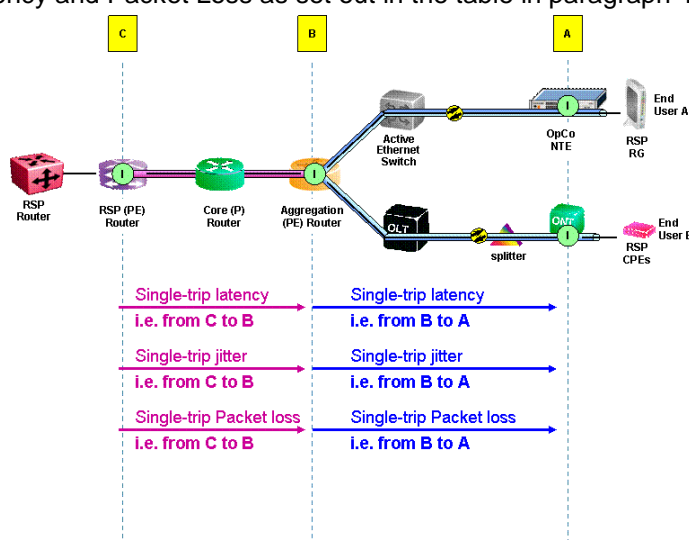 ency and Packet Loss as set out in the table in paragraph
C
B
A
I
End
User A
Active
Ethernet
Switch
OpCo
NTE
RSP
RG
I
I
RSP
Router
RSP (PE)
Router
Core (P)
Router
Aggregation
(PE) Router
OLT
ONT
I
End
User B
splitter
RSP
CPEs
Single-trip latency
i.e. from C to B
Single-trip latency
i.e. from B to A
Single-trip jitter
i.e. from C to B
Single-trip jitter
i.e. from B to A
Single-trip Packet loss
i.e. from C to B
Single-trip Packet loss
i.e. from B to A